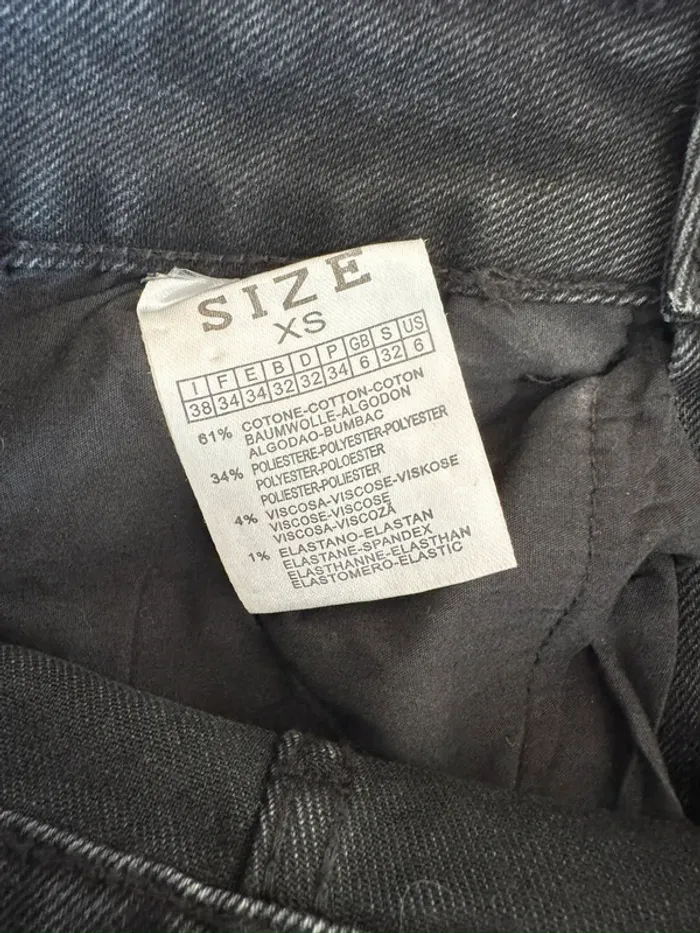 SIZE
XS
I F E B D P GB S US
38 34 34 32 32 34 6 32 6
61% COTONE-COTTON-COTON
BAUMWOLLE-ALGODON
ALGODAO-BUMBAC
34% POLIESTERE-POLYESTER-POLYESTER
POLYESTER-POLOESTER
POLIESTER-POLIESTER
4% VISCOSA-VISCOSE-VISKOSE
VISCOSE-VISCOSE
VISCOSA-VISCOZĂ
1% ELASTANO-ELASTAN
ELASTANE-SPANDEX
ELASTHANNE-ELASTHAN
ELASTOMERO-ELASTIC